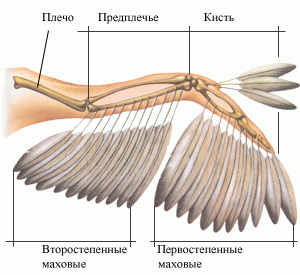 Плечо Предплечье Кисть
Второстепенные Первостепенные
маховые маховые